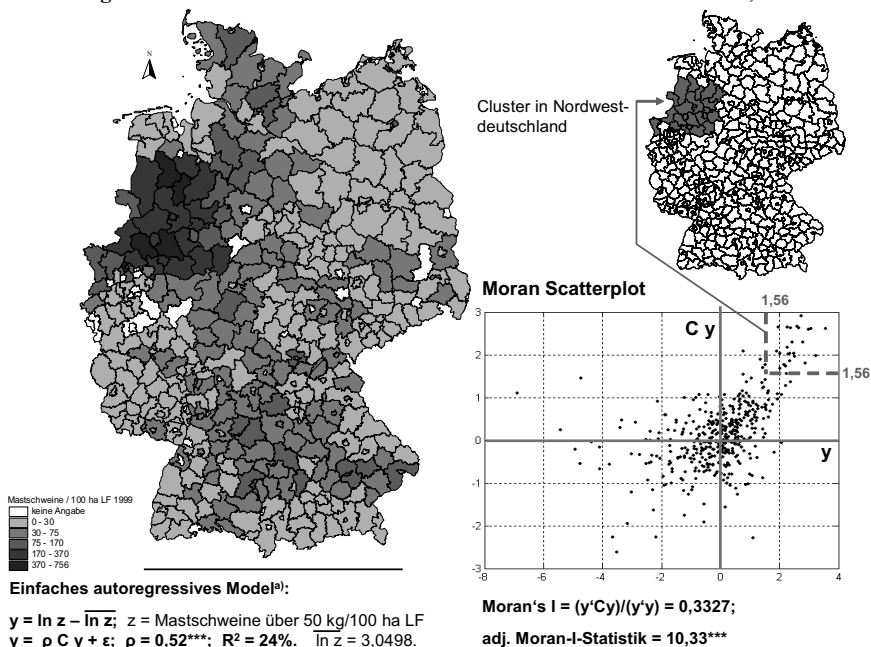 N
Cluster in Nordwest-
deutschland
Mastschweine / 100 ha LF 1999
keine Angabe
0 - 30
30 - 75
75 - 170
170 - 370
370 - 756
Moran Scatterplot
1,56
C y
1,56
y
3
2
1
0
-1
-2
-3
-8
-6
-4
-2
0
2
4
Einfaches autoregressives Modelᵃ⁾:
y = ln z – l̅n̅ ̅z̅; z = Mastschweine über 50 kg/100 ha LF
y = ρ C y + ε; ρ = 0,52***; R² = 24%. l̅n̅ ̅z̅ = 3,0498.
Moran's I = (y'Cy)/(y'y) = 0,3327;
adj. Moran-I-Statistik = 10,33***